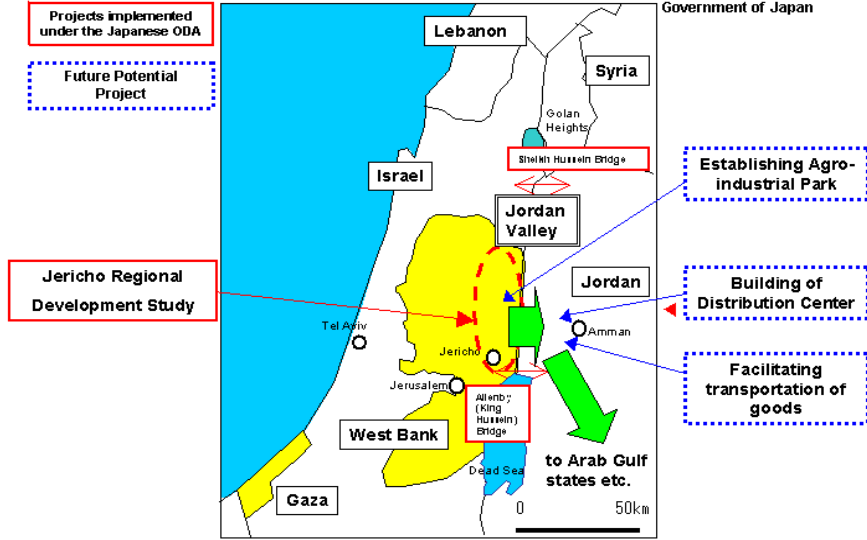 Government of Japan
Projects implemented
under the Japanese ODA
Future Potential
Project
Lebanon
Syria
Golan
Heights
Sheikh Hussein Bridge
Israel
Establishing Agro-
industrial Park
Jordan
Valley
Jericho Regional
Development Study
Jordan
Building of
Distribution Center
Tel Aviv
Amman
Jericho
Jerusalem
Facilitating
transportation of
goods
Allenby
(King
Hussein)
Bridge
West Bank
Dead Sea
to Arab Gulf
states etc.
Gaza
0
50km